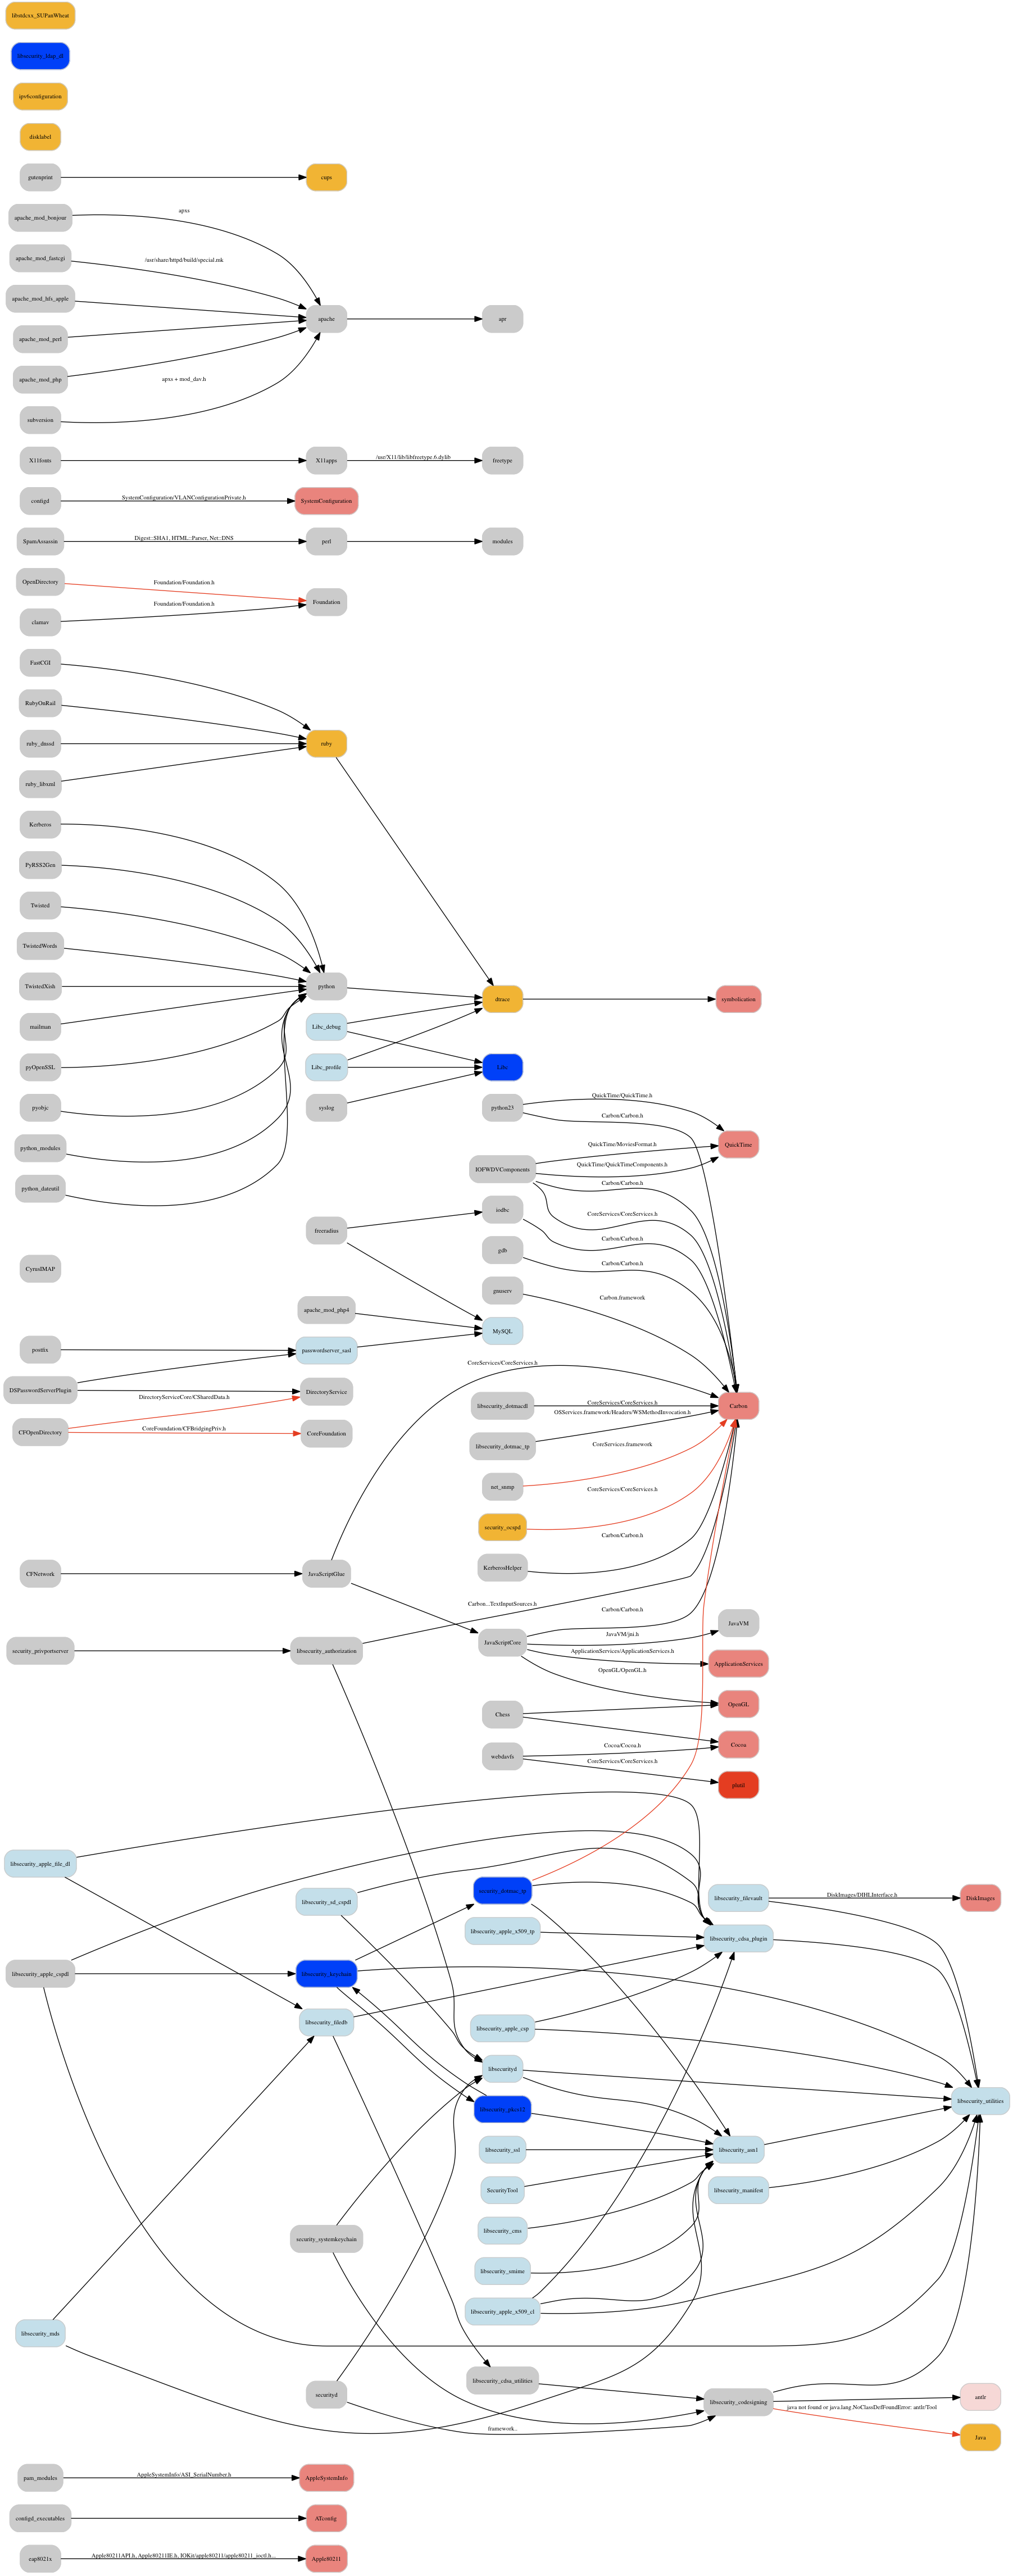 libstdcxx_SUPanWheat
libsecurity_ldap_dl
ipv6configuration
disklabel
gutenprint
cups
apache_mod_bonjour
apxs
apache_mod_fastcgi
/usr/share/httpd/build/special.mk
apache_mod_hfs_apple
apache
apr
apache_mod_perl
apache_mod_php
apxs + mod_dav.h
subversion
X11fonts
X11apps
/usr/X11/lib/libfreetype.6.dylib
freetype
configd
SystemConfiguration/VLANConfigurationPrivate.h
SystemConfiguration
SpamAssassin
Digest::SHA1, HTML::Parser, Net::DNS
perl
modules
OpenDirectory
Foundation/Foundation.h
Foundation
clamav
Foundation/Foundation.h
FastCGI
RubyOnRail
ruby_dnssd
ruby
ruby_libxml
Kerberos
PyRSS2Gen
Twisted
TwistedWords
TwistedXish
python
dtrace
symbolication
mailman
Libc_debug
pyOpenSSL
Libc_profile
Libc
pyobjc
syslog
python23
QuickTime/QuickTime.h
Carbon/Carbon.h
QuickTime
python_modules
IOFWDVComponents
QuickTime/MoviesFormat.h
QuickTime/QuickTimeComponents.h
Carbon/Carbon.h
python_dateutil
iodbc
CoreServices/CoreServices.h
freeradius
Carbon/Carbon.h
gdb
Carbon/Carbon.h
CyrusIMAP
gnuserv
Carbon.framework
apache_mod_php4
MySQL
postfix
passwordserver_sasl
CoreServices/CoreServices.h
DSPasswordServerPlugin
DirectoryService
DirectoryServiceCore/CSharedData.h
libsecurity_dotmacdl
CoreServices/CoreServices.h
Carbon
OSServices.framework/Headers/WSMethodInvocation.h
CFOpenDirectory
CoreFoundation/CFBridgingPriv.h
CoreFoundation
libsecurity_dotmac_tp
CoreServices.framework
net_snmp
CoreServices/CoreServices.h
security_ocspd
Carbon/Carbon.h
KerberosHelper
CFNetwork
JavaScriptGlue
Carbon...TextInputSources.h
Carbon/Carbon.h
JavaVM
security_privportserver
libsecurity_authorization
JavaScriptCore
JavaVM/jni.h
ApplicationServices/ApplicationServices.h
ApplicationServices
OpenGL/OpenGL.h
Chess
OpenGL
Cocoa/Cocoa.h
Cocoa
webdavfs
CoreServices/CoreServices.h
plutil
libsecurity_apple_file_dl
libsecurity_sd_cspdl
security_dotmac_tp
libsecurity_filevault
DiskImages/DIHLInterface.h
DiskImages
libsecurity_apple_x509_tp
libsecurity_cdsa_plugin
libsecurity_apple_cspdl
libsecurity_keychain
libsecurity_filedb
libsecurity_apple_csp
libsecurityd
libsecurity_utilities
libsecurity_pkcs12
libsecurity_ssl
libsecurity_asn1
SecurityTool
libsecurity_manifest
libsecurity_cms
security_systemkeychain
libsecurity_smime
libsecurity_apple_x509_cl
libsecurity_mds
libsecurity_cdsa_utilities
securityd
libsecurity_codesigning
antlr
java not found or java.lang.NoClassDefFoundError: antlr/Tool
framework..
Java
pam_modules
AppleSystemInfo/ASI_SerialNumber.h
AppleSystemInfo
configd_executables
ATconfig
eap8021x
Apple80211API.h, Apple80211IE.h, IOKit/apple80211/apple80211_ioctl.h...
Apple80211